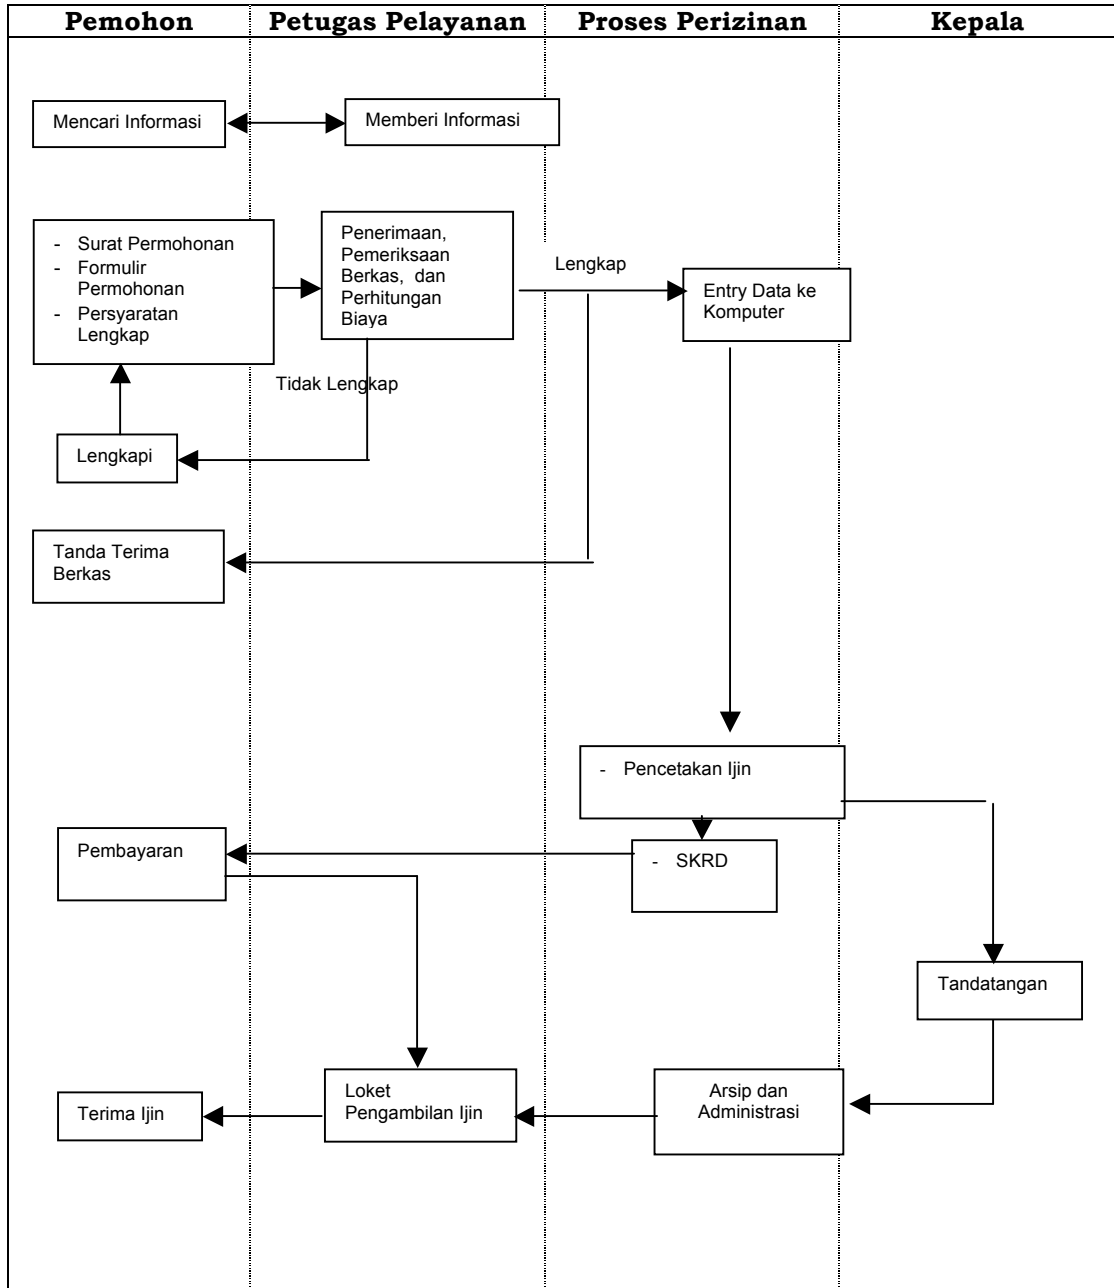 Pemohon
Petugas Pelayanan
Proses Perizinan
Kepala
Mencari Informasi
Memberi Informasi
- Surat Permohonan
- Formulir
Permohonan
- Persyaratan
Lengkap
Penerimaan,
Pemeriksaan
Berkas, dan
Perhitungan
Biaya
Lengkap
Entry Data ke
Komputer
Tidak Lengkap
Lengkapi
Tanda Terima
Berkas
- Pencetakan Ijin
Pembayaran
- SKRD
Tandatangan
Terima Ijin
Loket
Pengambilan Ijin
Arsip dan
Administrasi